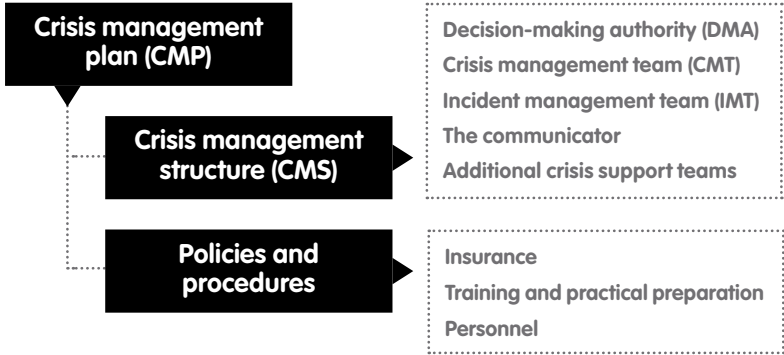 Crisis management
plan (CMP)
Decision-making authority (DMA)
Crisis management team (CMT)
Incident management team (IMT)
The communicator
Additional crisis support teams
Crisis management
structure (CMS)
Policies and
procedures
Insurance
Training and practical preparation
Personnel